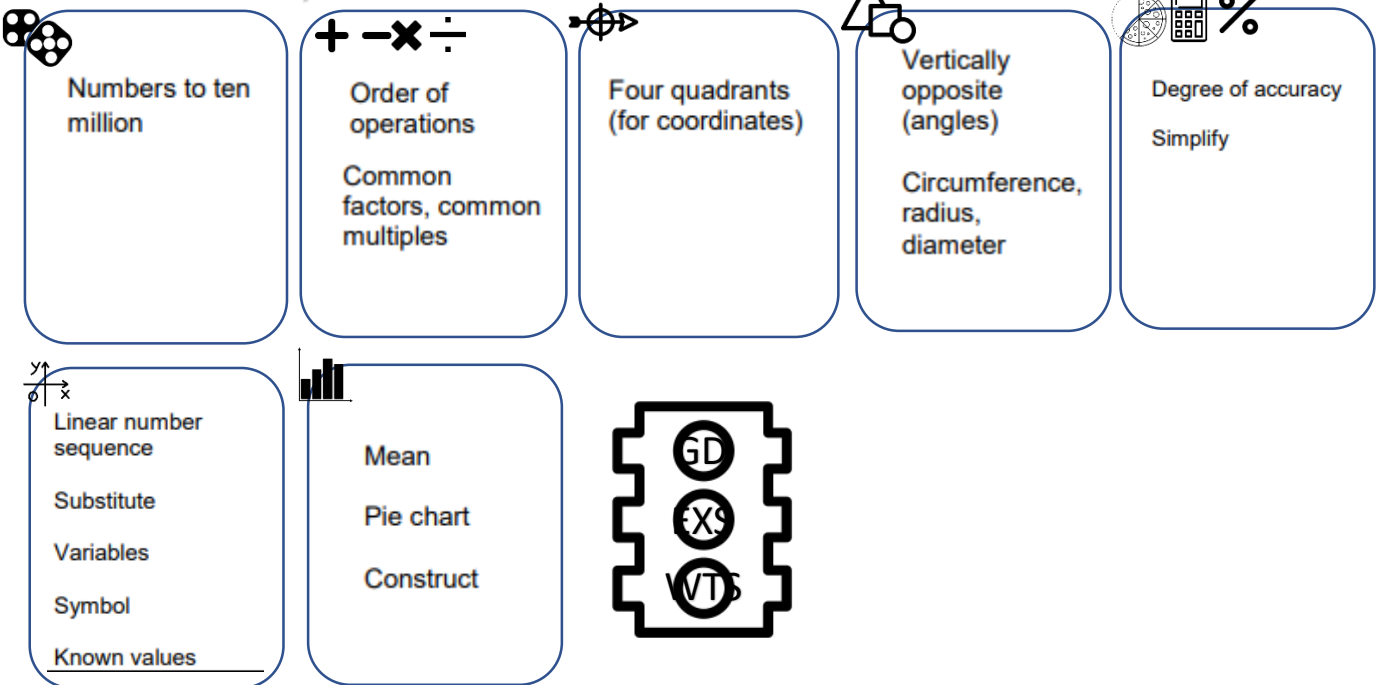 Numbers to ten
million
+ − × ÷
Order of
operations
Common
factors, common
multiples
Four quadrants
(for coordinates)
Vertically
opposite
(angles)
Circumference,
radius,
diameter
%
Degree of accuracy
Simplify
y
x
0
Linear number
sequence
Substitute
Variables
Symbol
Known values
Mean
Pie chart
Construct
GD
EXS
WTS